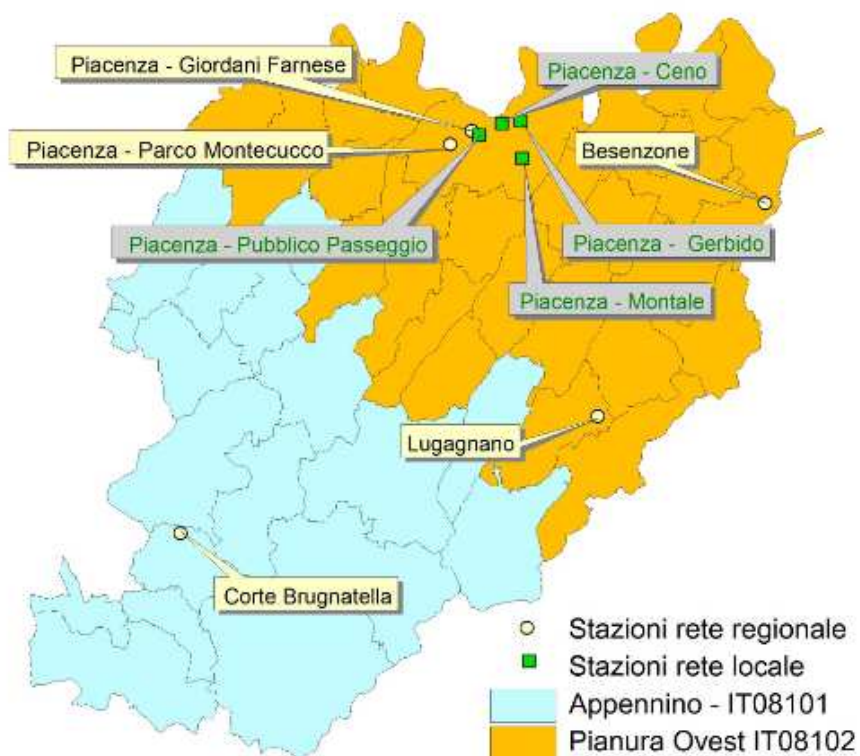 Piacenza - Giordani Farnese
Piacenza - Ceno
Piacenza - Parco Montecucco
Besenzone
Piacenza - Pubblico Passeggio
Piacenza - Gerbido
Piacenza - Montale
Lugagnano
Corte Brugnatella
Stazioni rete regionale
Stazioni rete locale
Appennino - IT08101
Pianura Ovest IT08102